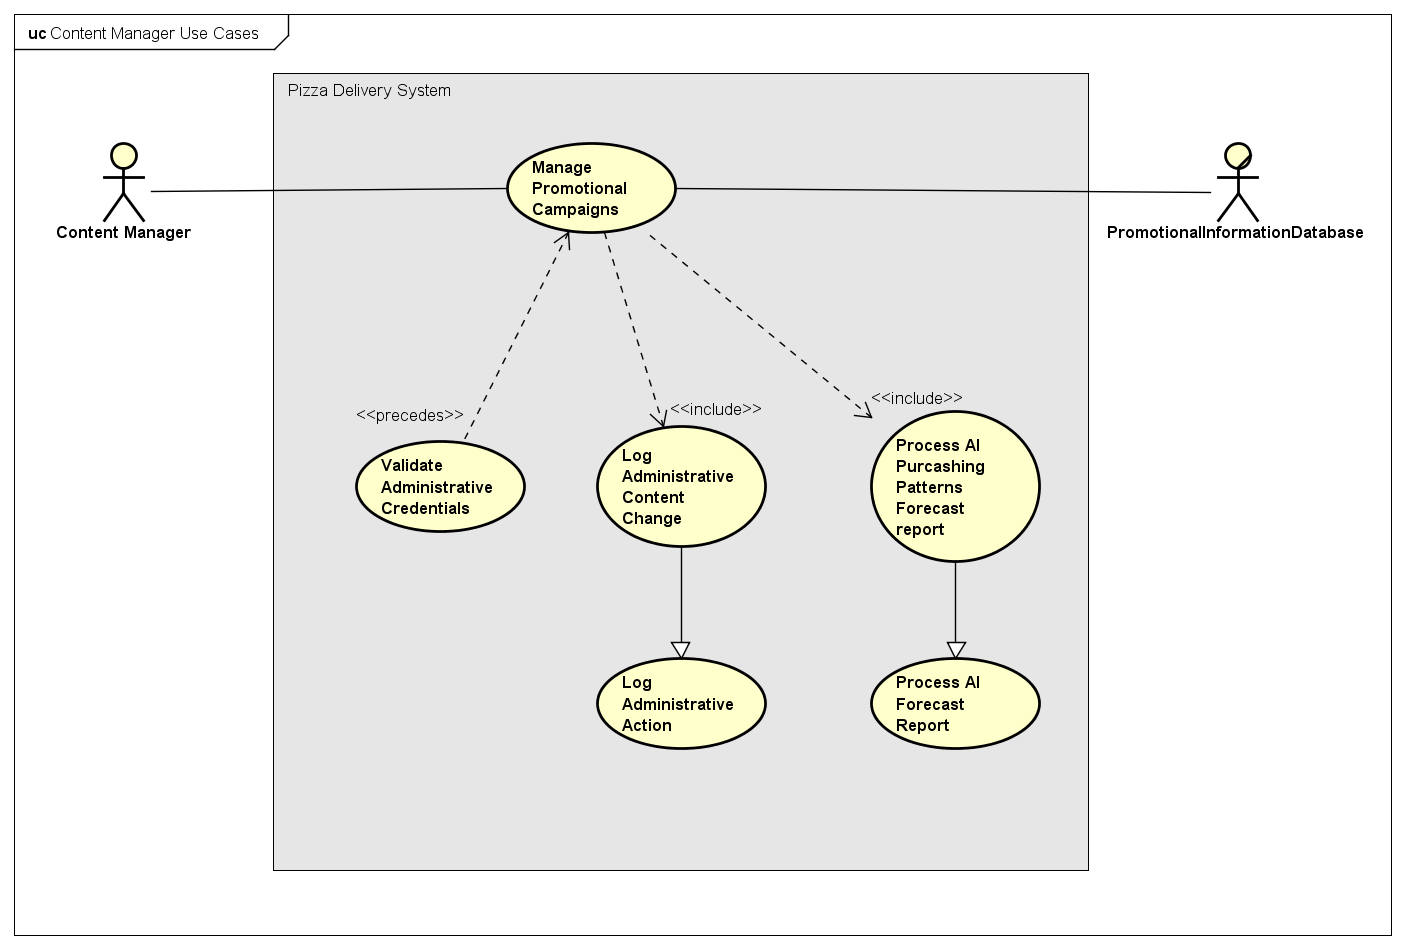 uc Content Manager Use Cases
Pizza Delivery System
Manage
Promotional
Campaigns
Content Manager
PromotionalInformationDatabase
<<precedes>>
<<include>>
<<include>>
Validate
Administrative
Credentials
Log
Administrative
Content
Change
Process AI
Purcashing
Patterns
Forecast
report
Log
Administrative
Action
Process AI
Forecast
Report